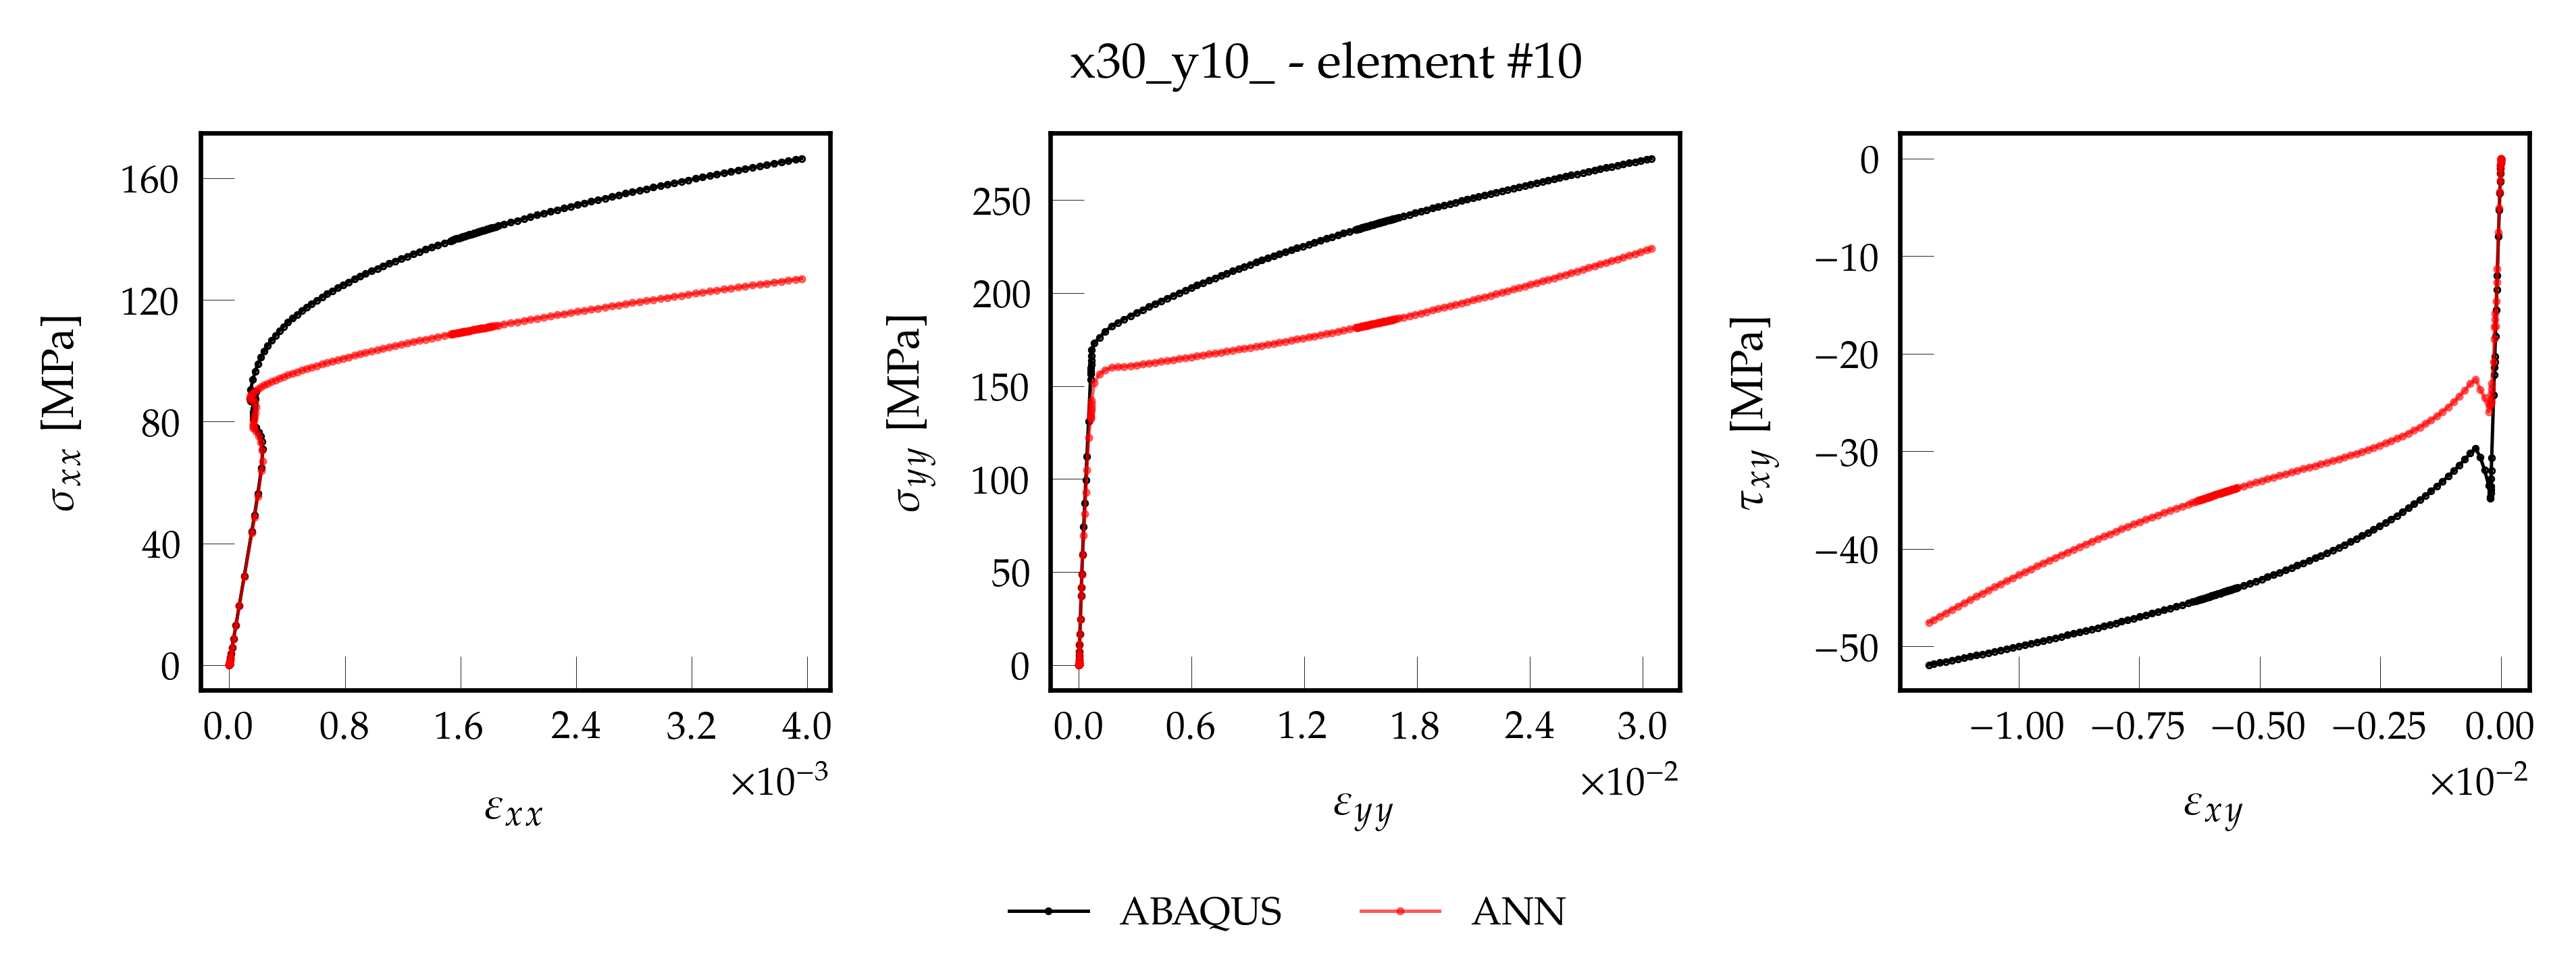 x30_y10_ - element #10
σxx [MPa]
160
120
80
40
0
0.0 0.8 1.6 2.4 3.2 4.0
×10⁻³
εxx
σyy [MPa]
250
200
150
100
50
0
0.0 0.6 1.2 1.8 2.4 3.0
×10⁻²
εyy
τxy [MPa]
0
−10
−20
−30
−40
−50
−1.00 −0.75 −0.50 −0.25 0.00
×10⁻²
εxy
ABAQUS ANN